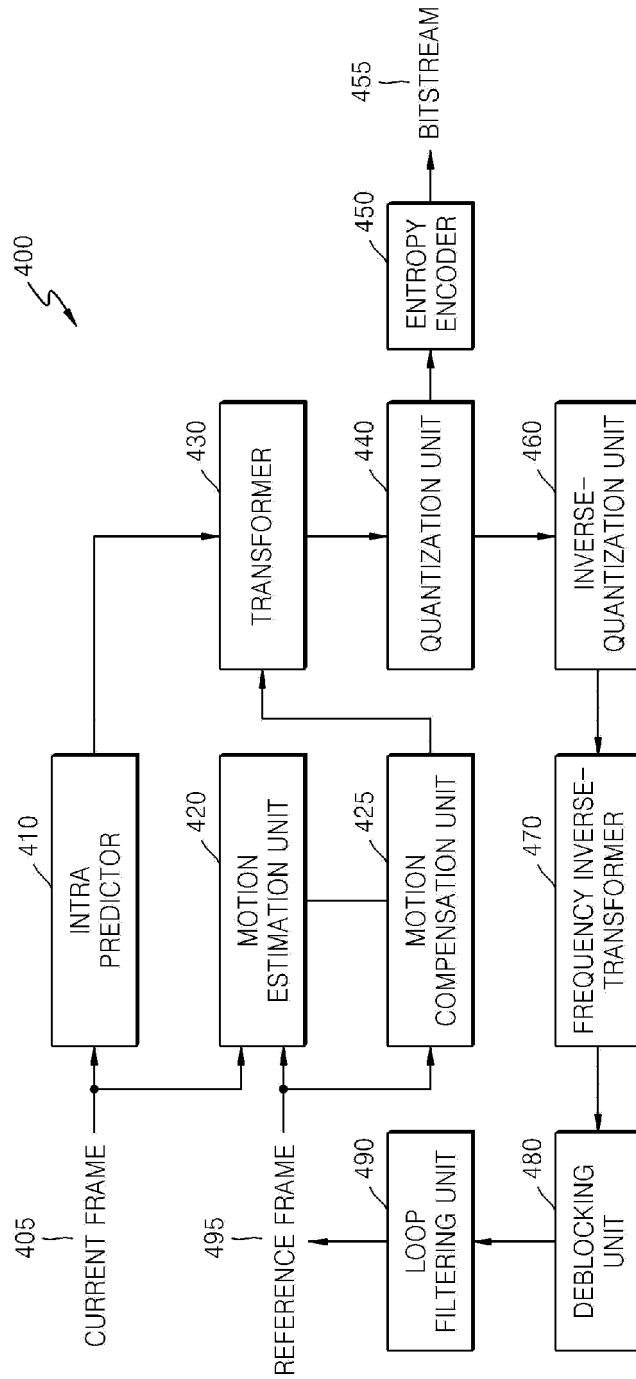 400
405
CURRENT FRAME
495
REFERENCE FRAME
410
INTRA
PREDICTOR
420
MOTION
ESTIMATION UNIT
425
MOTION
COMPENSATION UNIT
430
TRANSFORMER
440
QUANTIZATION UNIT
450
ENTROPY
ENCODER
455
BITSTREAM
460
INVERSE-
QUANTIZATION UNIT
470
FREQUENCY INVERSE-
TRANSFORMER
480
DEBLOCKING
UNIT
490
LOOP
FILTERING UNIT